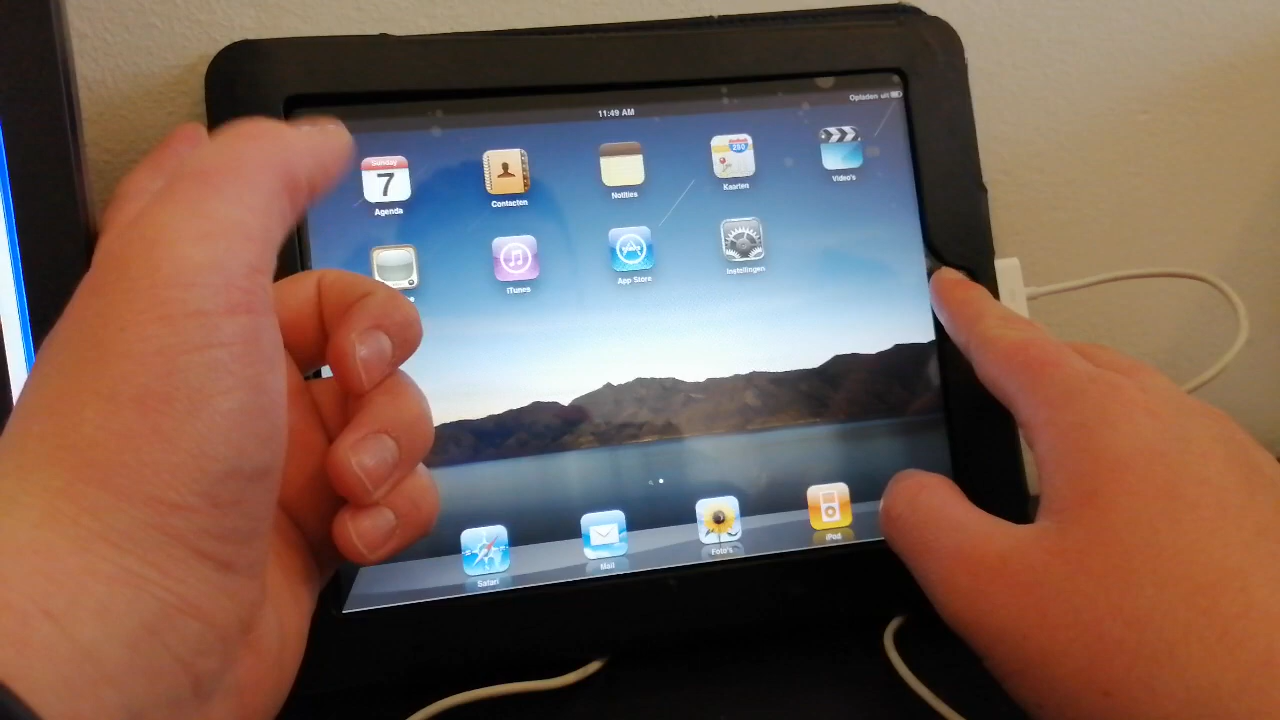 11:49 AM
Opladen uit
Sunday
7
280
Agenda
Contacten
Notities
Kaarten
Video's
iTunes
App Store
Instellingen
Safari
Mail
Foto's
iPod